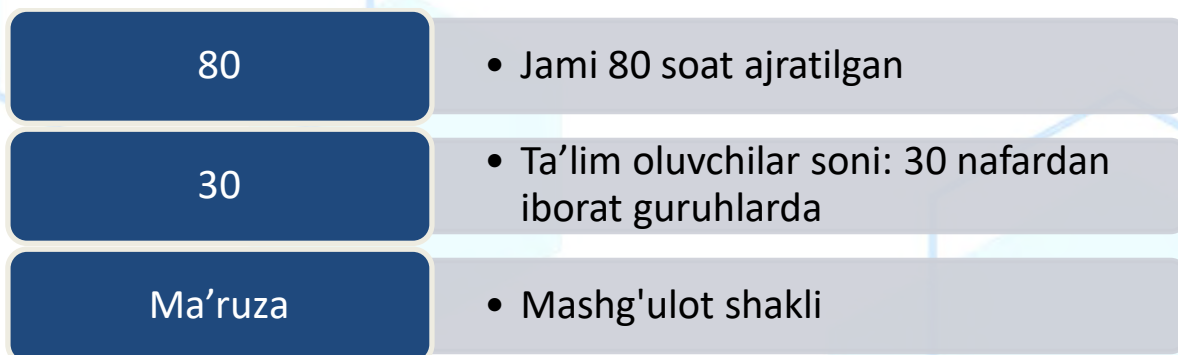 80
• Jami 80 soat ajratilgan
30
• Ta’lim oluvchilar soni: 30 nafardan
iborat guruhlarda
Ma’ruza
• Mashg'ulot shakli